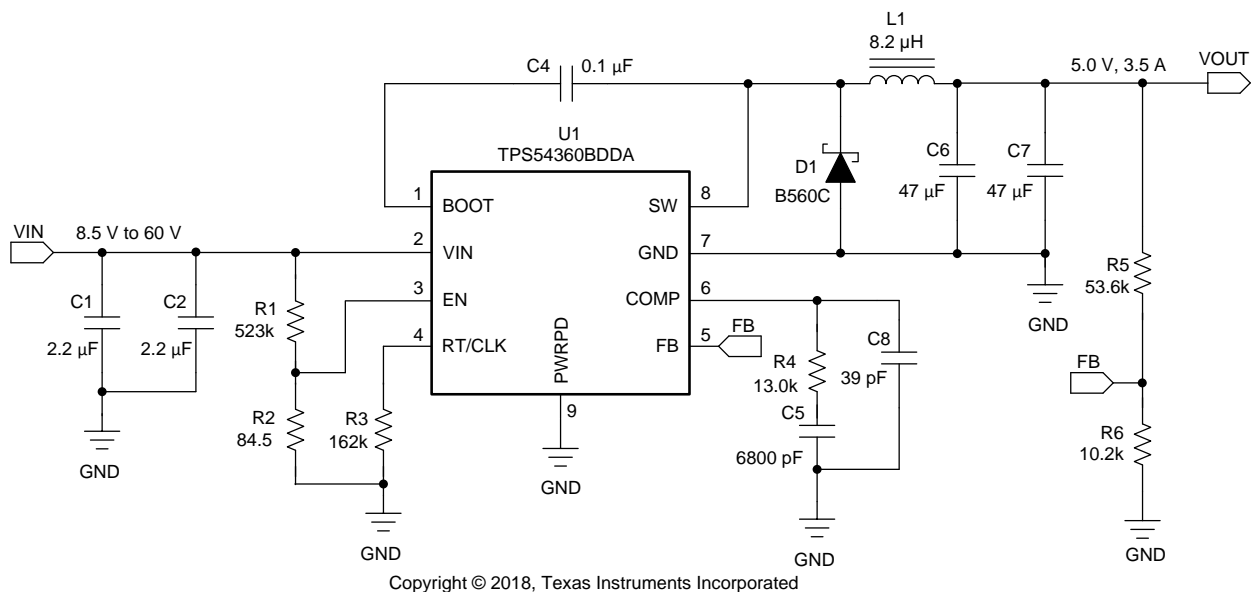 L1
8.2 µH
C4
0.1 µF
5.0 V, 3.5 A
VOUT
U1
TPS54360BDDA
D1
B560C
C6
47 µF
C7
47 µF
1
BOOT
SW
8
VIN
8.5 V to 60 V
2
VIN
GND
7
3
EN
COMP
6
4
RT/CLK
FB
5
FB
PWRPD
9
GND
C1
2.2 µF
C2
2.2 µF
GND
R1
523k
R2
84.5
R3
162k
GND
R4
13.0k
C8
39 pF
C5
6800 pF
GND
GND
R5
53.6k
FB
R6
10.2k
GND
Copyright © 2018, Texas Instruments Incorporated